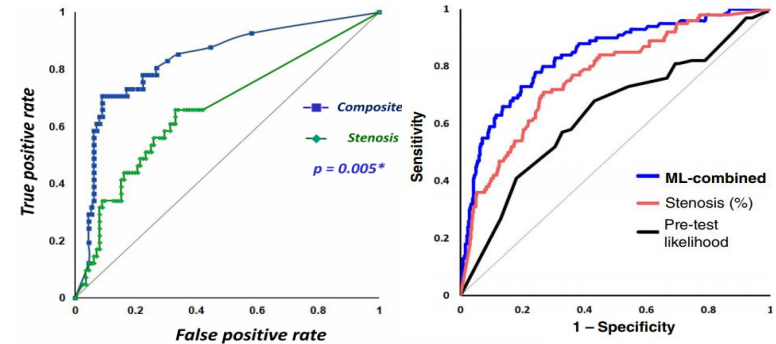 1
0.8
0.6
0.4
0.2
0
0
0.2
0.4
0.6
0.8
1
True positive rate
False positive rate
Composite
Stenosis
p = 0.005*
1
0.8
0.6
0.4
0.2
0
0
0.2
0.4
0.6
0.8
1
Sensitivity
1 – Specificity
ML-combined
Stenosis (%)
Pre-test
likelihood